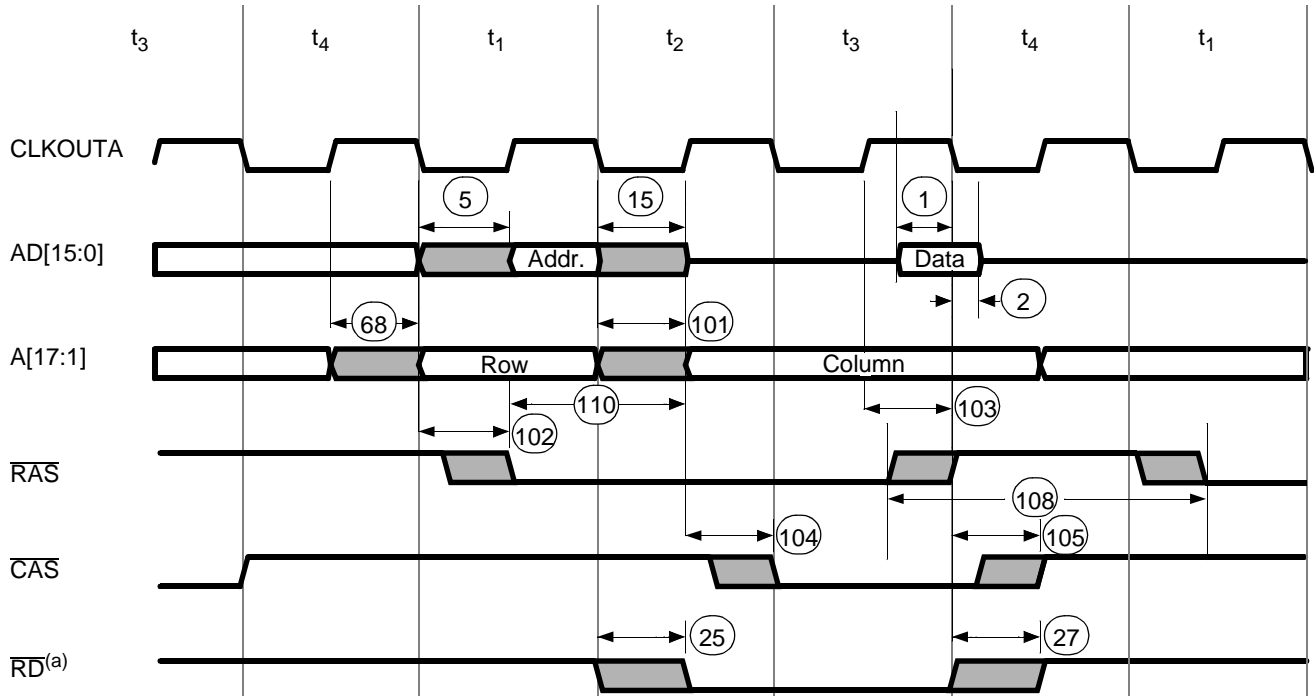 t3 t4 t1 t2 t3 t4 t1
CLKOUTA
5 15 1
AD[15:0] Addr. Data
2
68 101
A[17:1] Row Column
110 103
102
RAS
108
104 105
CAS
25 27
RD(a)